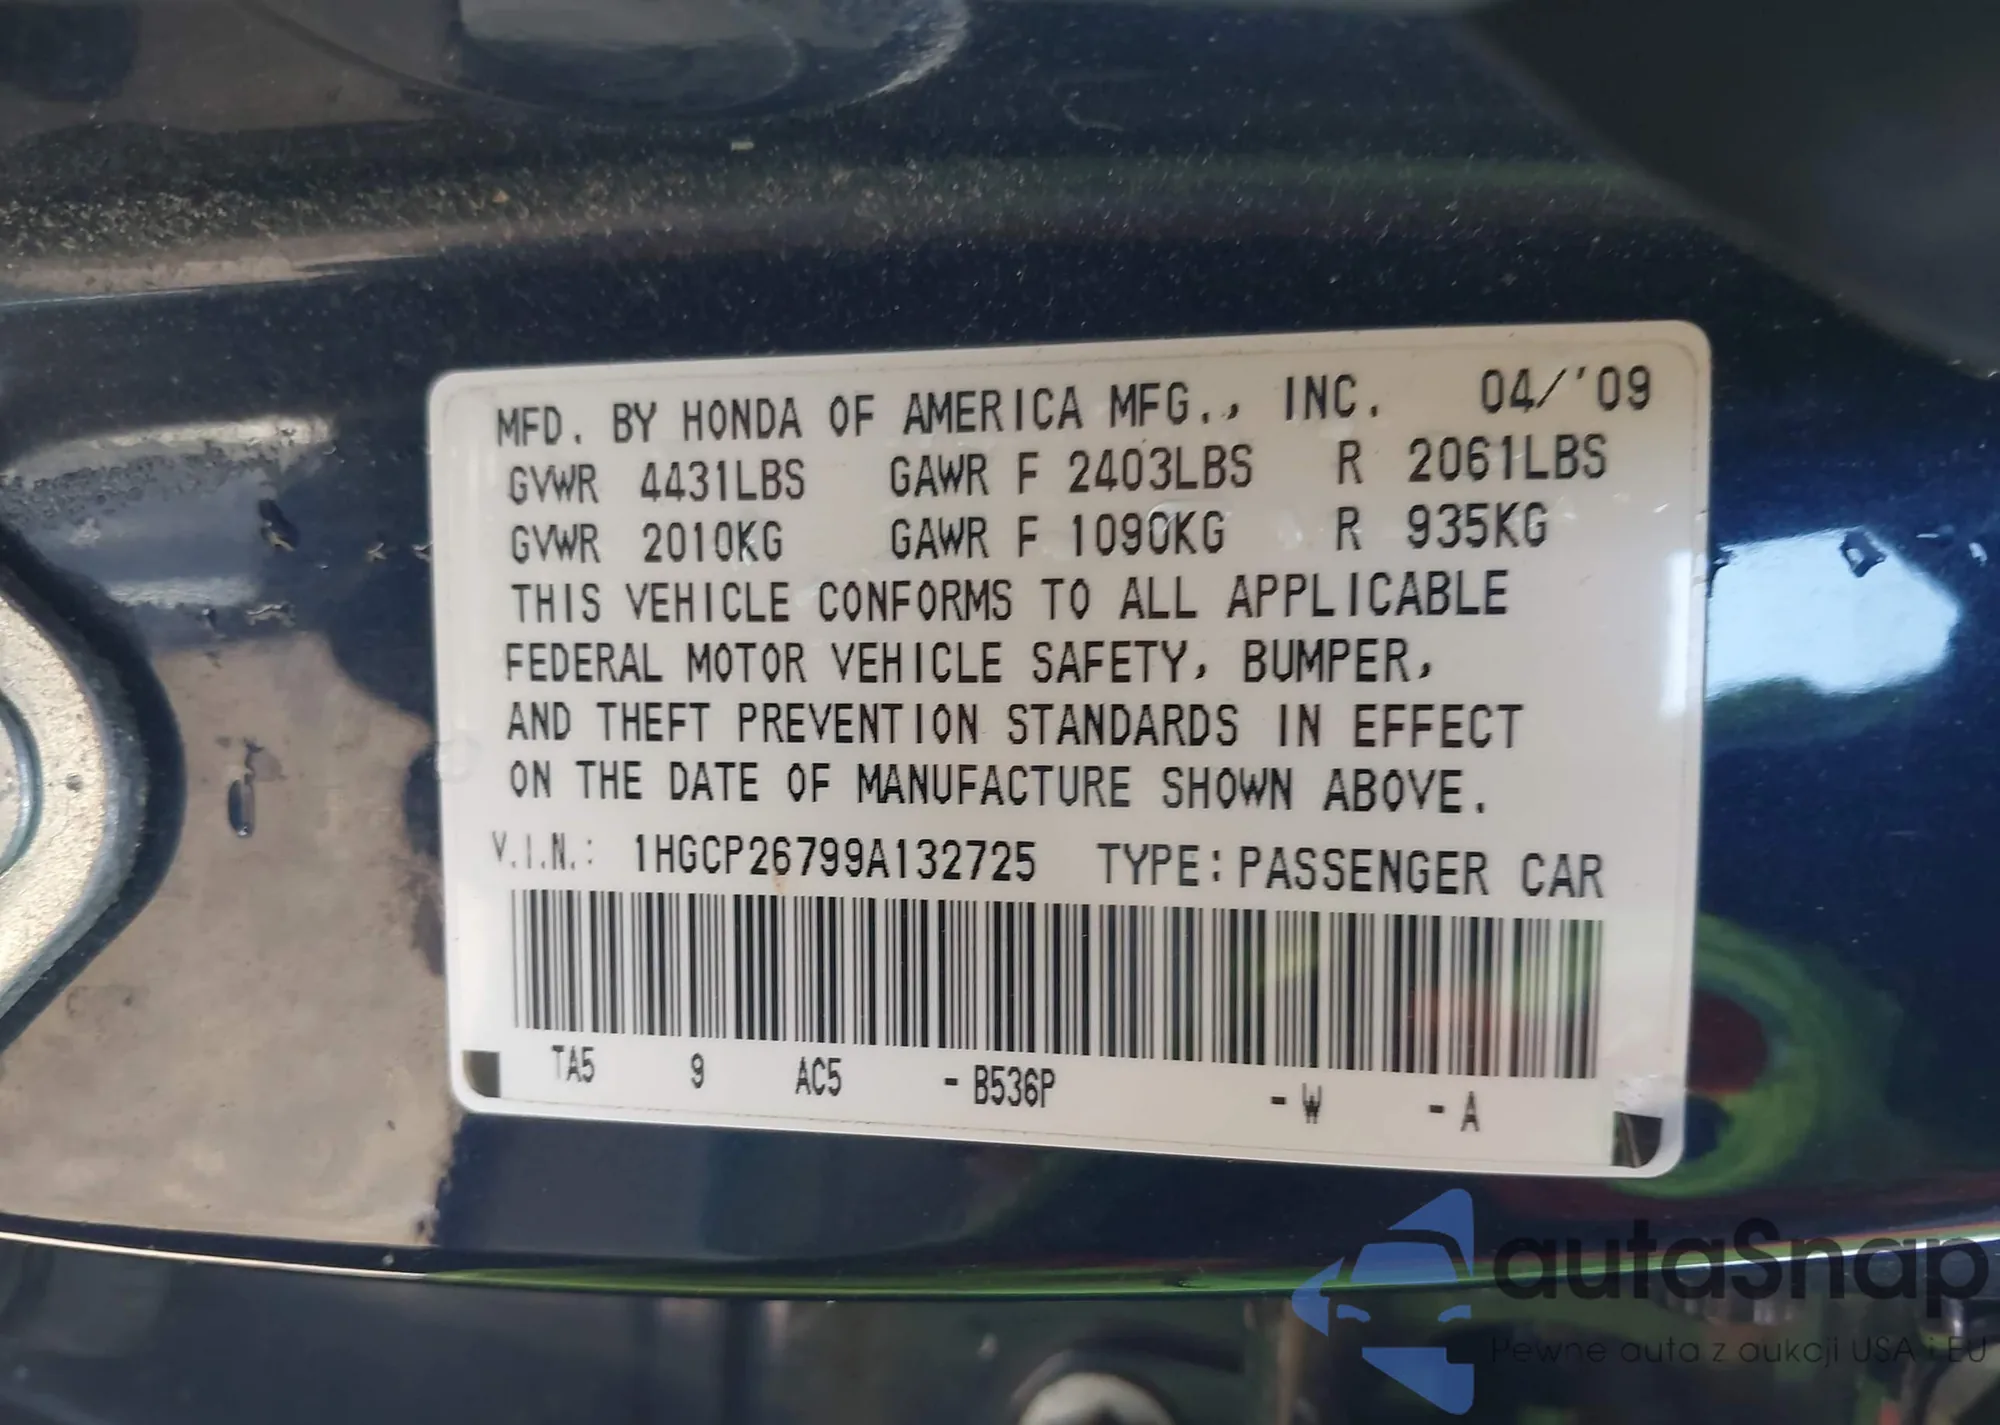 MFD. BY HONDA OF AMERICA MFG., INC. 04/'09
GVWR 4431LBS GAWR F 2403LBS R 2061LBS
GVWR 2010KG GAWR F 1090KG R 935KG
THIS VEHICLE CONFORMS TO ALL APPLICABLE
FEDERAL MOTOR VEHICLE SAFETY, BUMPER,
AND THEFT PREVENTION STANDARDS IN EFFECT
ON THE DATE OF MANUFACTURE SHOWN ABOVE.
V.I.N.: 1HGCP26799A132725 TYPE: PASSENGER CAR
TA5 9 AC5 - B536P - W - A
autaSnap
Pewne auta z aukcji USA i EU